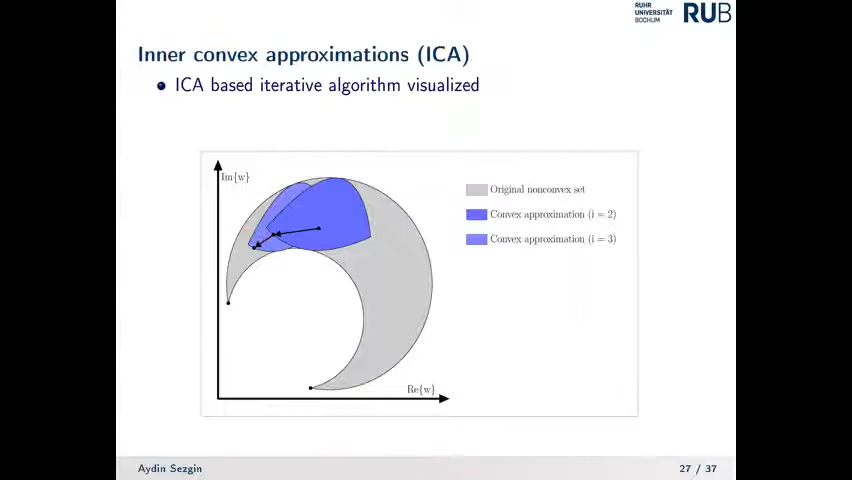 RUHR
UNIVERSITÄT
BOCHUM
RUB
Inner convex approximations (ICA)
ICA based iterative algorithm visualized
Im{w}
Original nonconvex set
Convex approximation (i = 2)
Convex approximation (i = 3)
Re{w}
Aydin Sezgin
27 / 37